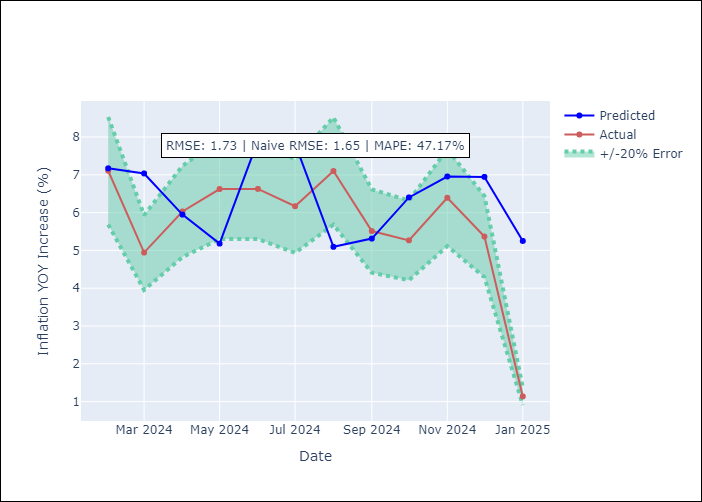 RMSE: 1.73 | Naive RMSE: 1.65 | MAPE: 47.17%
Predicted
Actual
+/-20% Error
Inflation YOY Increase (%)
8
7
6
5
4
3
2
1
Mar 2024
May 2024
Jul 2024
Sep 2024
Nov 2024
Jan 2025
Date